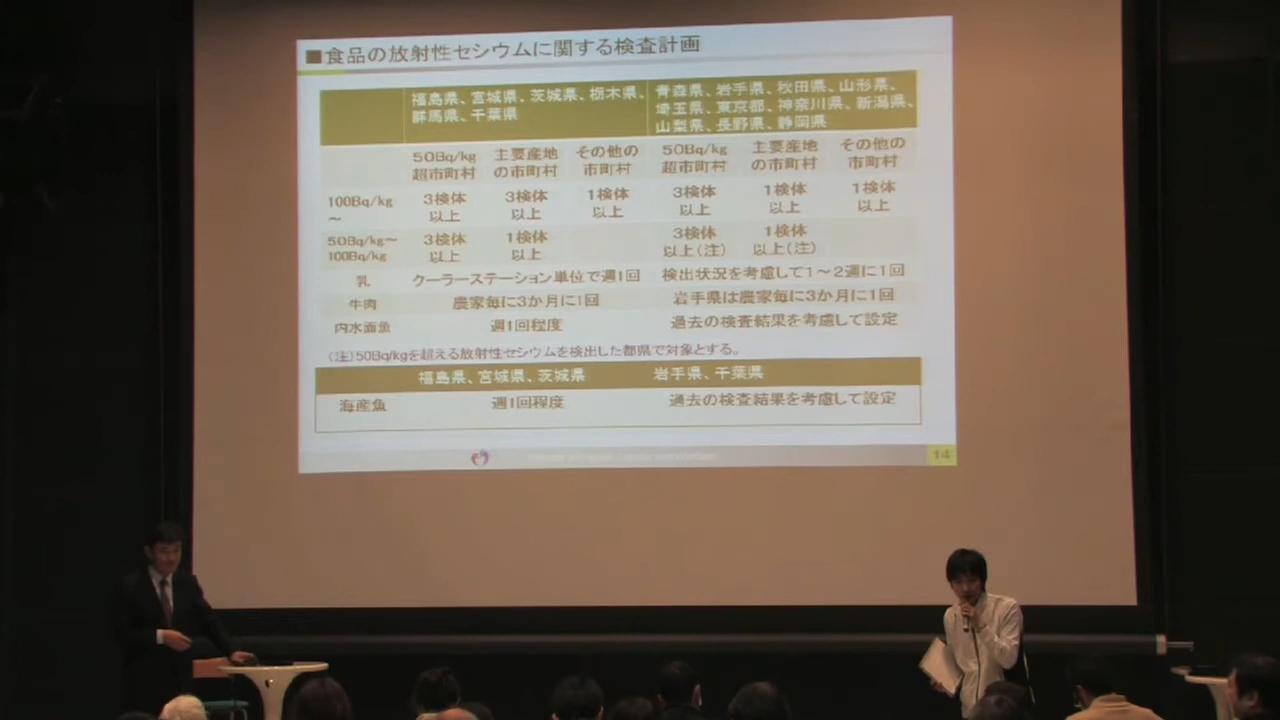 ■食品の放射性セシウムに関する検査計画
福島県、宮城県、茨城県、栃木県、
群馬県、千葉県
青森県、岩手県、秋田県、山形県、
埼玉県、東京都、神奈川県、新潟県、
山梨県、長野県、静岡県
50Bq/kg
超市町村
主要産地
の市町村
その他の
市町村
50Bq/kg
超市町村
主要産地
の市町村
その他の
市町村
100Bq/kg
～
3検体
以上
3検体
以上
1検体
以上
3検体
以上
1検体
以上
1検体
以上
50Bq/kg～
100Bq/kg
3検体
以上
1検体
以上
3検体
以上(注)
1検体
以上(注)
乳
クーラーステーション単位で週1回
検出状況を考慮して1～2週に1回
牛肉
農家毎に3か月に1回
岩手県は農家毎に3か月に1回
内水面魚
週1回程度
過去の検査結果を考慮して設定
(注)50Bq/kgを超える放射性セシウムを検出した都県で対象とする。
福島県、宮城県、茨城県
岩手県、千葉県
海産魚
週1回程度
過去の検査結果を考慮して設定
14